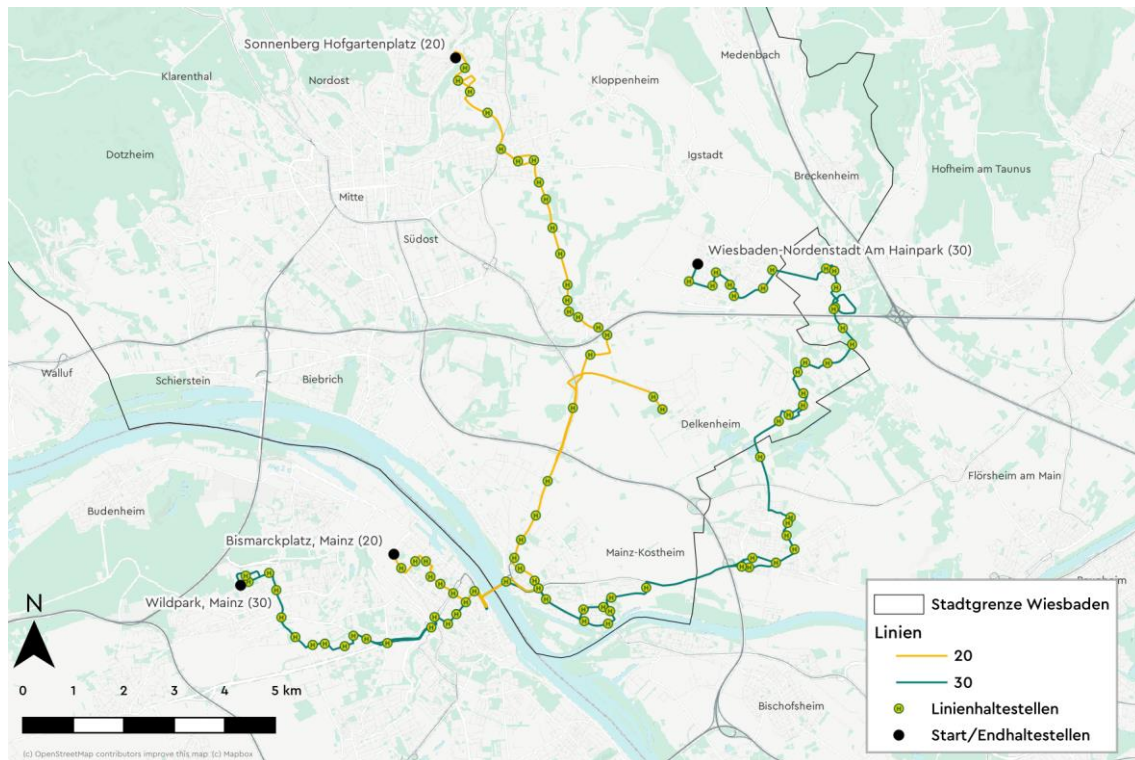 Sonnenberg Hofgartenplatz (20)
Medenbach
Klarenthal
Nordost
Kloppenheim
Dotzheim
Igstadt
Hofheim am Taunus
Breckenheim
Mitte
Südost
Wiesbaden-Nordenstadt Am Hainpark (30)
Walluf
Schierstein
Biebrich
Delkenheim
Flörsheim am Main
Budenheim
Bismarckplatz, Mainz (20)
Mainz-Kostheim
Wildpark, Mainz (30)
N
0 1 2 3 4 5 km
Bischofsheim
Stadtgrenze Wiesbaden
Linien
20
30
Linienhaltestellen
Start/Endhaltestellen
(c) OpenStreetMap contributors improve this map (c) Mapbox